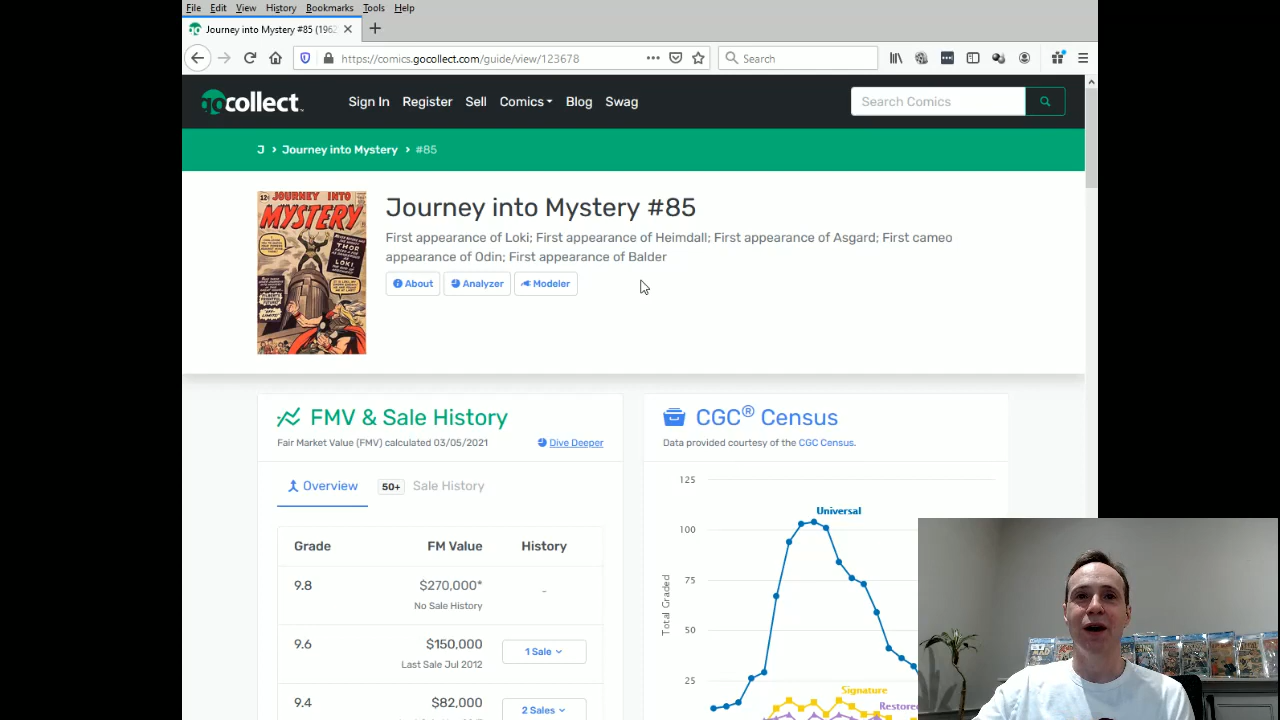 File Edit View History Bookmarks Tools Help
Journey into Mystery #85 (1962
https://comics.gocollect.com/guide/view/123678
Search
gocollect
Sign In Register Sell Comics Blog Swag
Search Comics
J > Journey into Mystery > #85
12¢ JOURNEY INTO
MYSTERY
THOR
LOKI
Journey into Mystery #85
First appearance of Loki; First appearance of Heimdall; First appearance of Asgard; First cameo
appearance of Odin; First appearance of Balder
About Analyzer Modeler
FMV & Sale History
Fair Market Value (FMV) calculated 03/05/2021 Dive Deeper
Overview 50+ Sale History
Grade FM Value History
9.8 $270,000* -
No Sale History
9.6 $150,000 1 Sale
Last Sale Jul 2012
9.4 $82,000 2 Sales
CGC® Census
Data provided courtesy of the CGC Census.
125
Universal
100
75
Total Graded
50
25
Signature
Restored